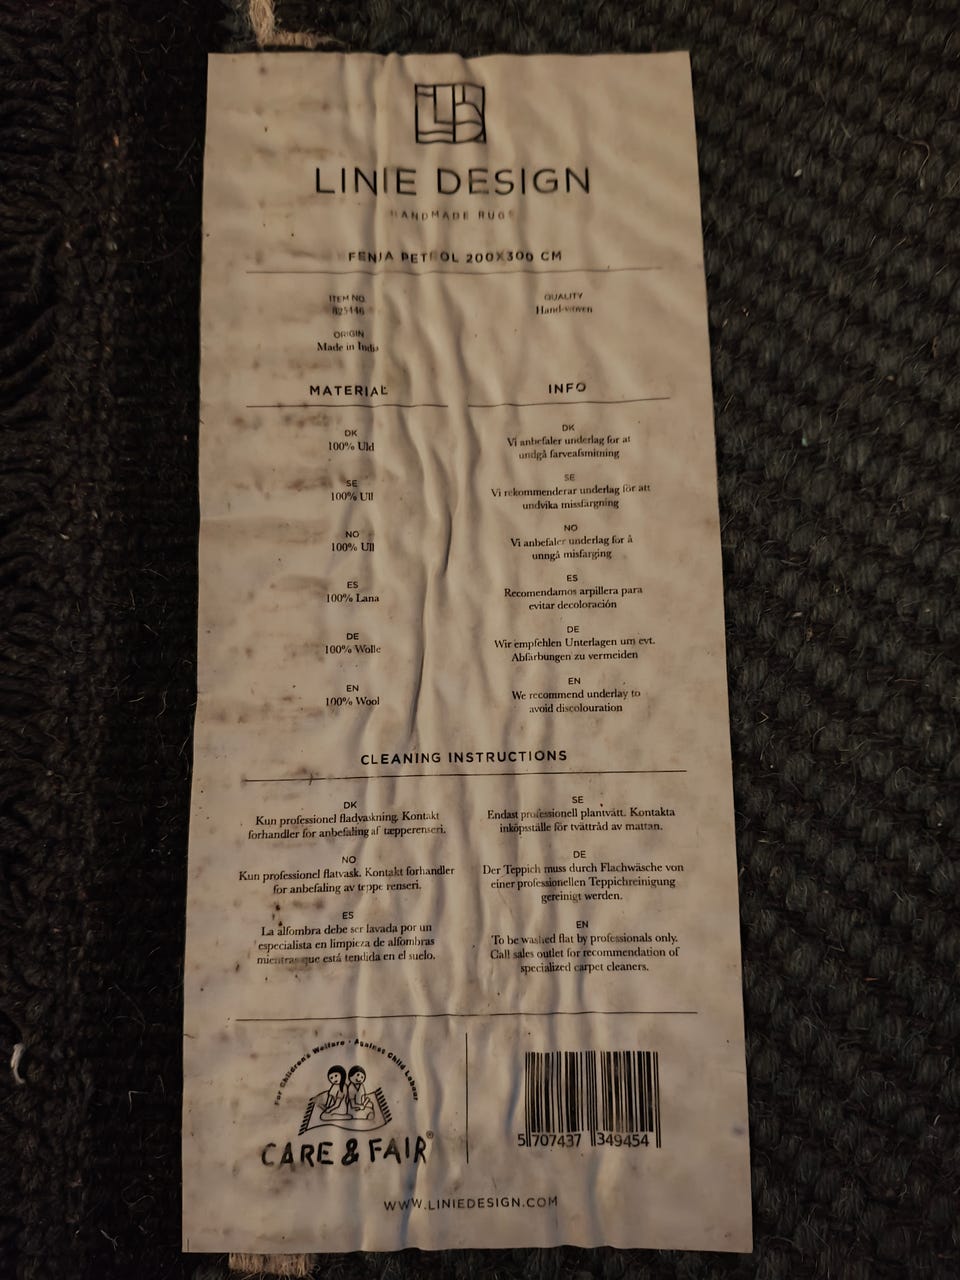 LINIE DESIGN
HANDMADE RUGS
FENJA PETROL 200X300 CM
ITEM NO.
QUALITY
Hand-woven
ORIGIN
Made in India
MATERIAL
DK
100% Uld
SE
100% Ull
NO
100% Ull
ES
100% Lana
DE
100% Wolle
EN
100% Wool
INFO
DK
Vi anbefaler underlag for at
undgå farveafsmitning
SE
Vi rekommenderar underlag för att
undvika missfärgning
NO
Vi anbefaler underlag for å
unngå misfarging
ES
Recomendamos arpillera para
evitar decoloración
DE
Wir empfehlen Unterlagen um evt.
Abfärbungen zu vermeiden
EN
We recommend underlay to
avoid discolouration
CLEANING INSTRUCTIONS
DK
Kun professionel fladvaskning. Kontakt
forhandler for anbefaling af tæpperenseri.
NO
Kun profesionel flatvask. Kontakt forhandler
for anbefaling av teppe renseri.
ES
La alfombra debe ser lavada por un
especialista en limpieza de alfombras
mientras que está tendida en el suelo.
SE
Endast professionell plantvätt. Kontakta
inköpsställe för tvättråd av mattan.
DE
Der Teppich muss durch Flachwäsche von
einer professionellen Teppichreinigung
gereinigt werden.
EN
To be washed flat by professionals only.
Call sales outlet for recommendation of
specialized carpet cleaners.
For Children's Welfare · Against Child Labour
CARE & FAIR®
5 707437 349454
WWW.LINIEDESIGN.COM